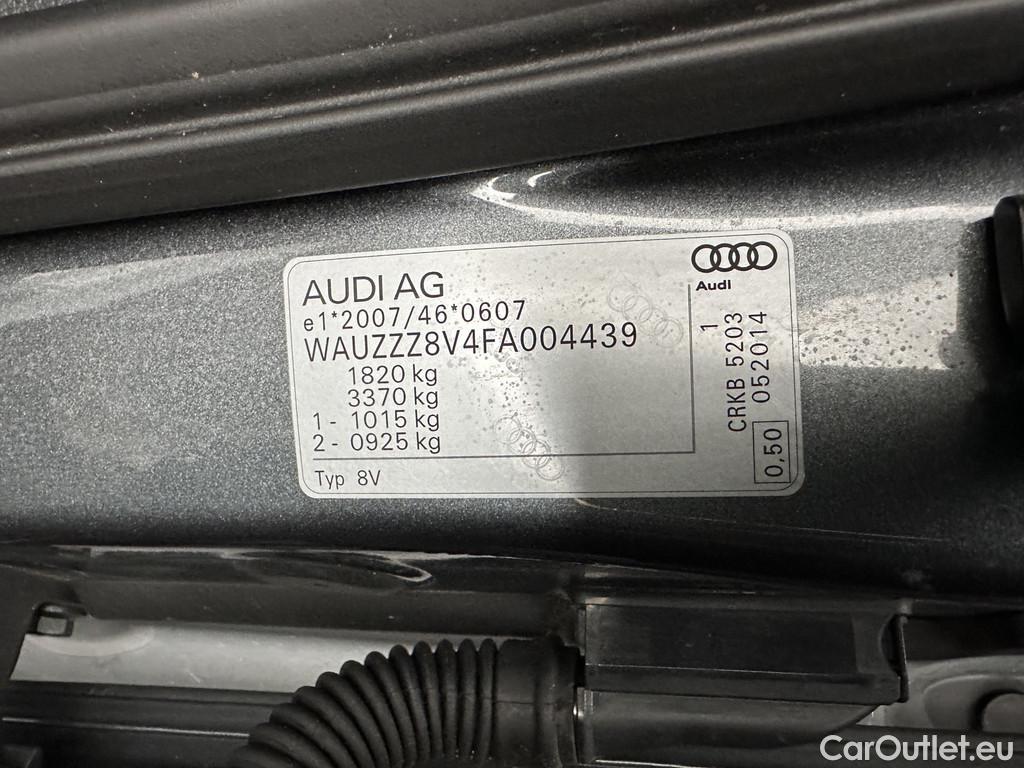 AUDI AG
e1*2007/46*0607
WAUZZZ8V4FA004439
1820 kg
3370 kg
1 - 1015 kg
2 - 0925 kg
Typ 8V
Audi
1
CRKB 5203
052014
0,50
CarOutlet.eu